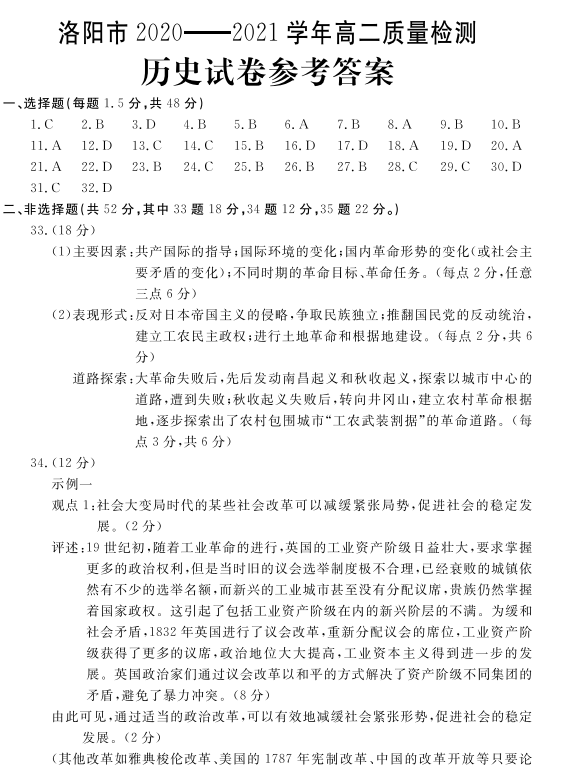 洛阳市 2020——2021 学年高二质量检测
历史试卷参考答案
一、选择题(每题 1.5 分,共 48 分)
1. C 2. B 3. D 4. B 5. B 6. A 7. B 8. A 9. B 10. B
11. A 12. D 13. C 14. C 15. B 16. D 17. D 18. A 19. D 20. A
21. A 22. D 23. B 24. C 25. B 26. B 27. B 28. C 29. C 30. D
31. C 32. D
二、非选择题(共 52 分,其中 33 题 18 分,34 题 12 分,35 题 22 分。)
33. (18 分)
(1)主要因素:共产国际的指导;国际环境的变化;国内革命形势的变化(或社会主
要矛盾的变化);不同时期的革命目标、革命任务。(每点 2 分,任意
三点 6 分)
(2)表现形式:反对日本帝国主义的侵略,争取民族独立;推翻国民党的反动统治,
建立工农民主政权;进行土地革命和根据地建设。(每点 2 分,共 6
分)
道路探索:大革命失败后,先后发动南昌起义和秋收起义,探索以城市中心的
道路,遭到失败;秋收起义失败后,转向井冈山,建立农村革命根据
地,逐步探索出了农村包围城市“工农武装割据”的革命道路。(每
点 3 分,共 6 分)
34. (12 分)
示例一
观点 1:社会大变局时代的某些社会改革可以减缓紧张局势,促进社会的稳定发
展。(2 分)
评述:19 世纪初,随着工业革命的进行,英国的工业资产阶级日益壮大,要求掌握
更多的政治权利,但是当时旧的议会选举制度极不合理,已经衰败的城镇依
然有不少的选举名额,而新兴的工业城市甚至没有分配议席,贵族仍然掌握
着国家政权。这引起了包括工业资产阶级在内的新兴阶层的不满。为缓和
社会矛盾,1832 年英国进行了议会改革,重新分配议会的席位,工业资产阶
级获得了更多的议席,政治地位大大提高,工业资本主义得到进一步的发
展。英国政治家们通过议会改革以和平的方式解决了资产阶级不同集团的
矛盾,避免了暴力冲突。(8 分)
由此可见,通过适当的政治改革,可以有效地减缓社会紧张形势,促进社会的稳定
发展。(2 分)
(其他改革如雅典梭伦改革、美国的 1787 年宪制改革、中国的改革开放等只要论